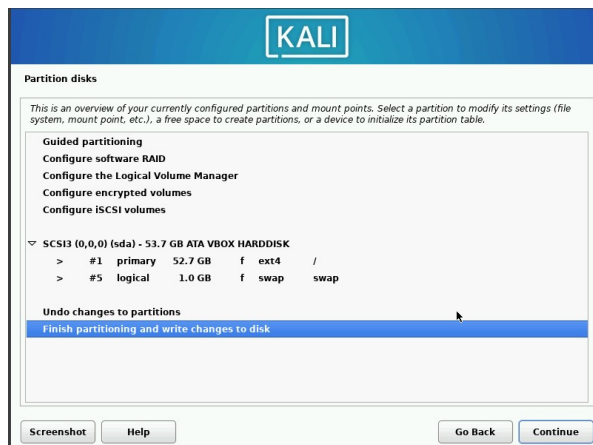 KALI
Partition disks
This is an overview of your currently configured partitions and mount points. Select a partition to modify its settings (file
system, mount point, etc.), a free space to create partitions, or a device to initialize its partition table.
Guided partitioning
Configure software RAID
Configure the Logical Volume Manager
Configure encrypted volumes
Configure iSCSI volumes
SCSI3 (0,0,0) (sda) - 53.7 GB ATA VBOX HARDDISK
> #1 primary 52.7 GB f ext4 /
> #5 logical 1.0 GB f swap swap
Undo changes to partitions
Finish partitioning and write changes to disk
Screenshot Help Go Back Continue